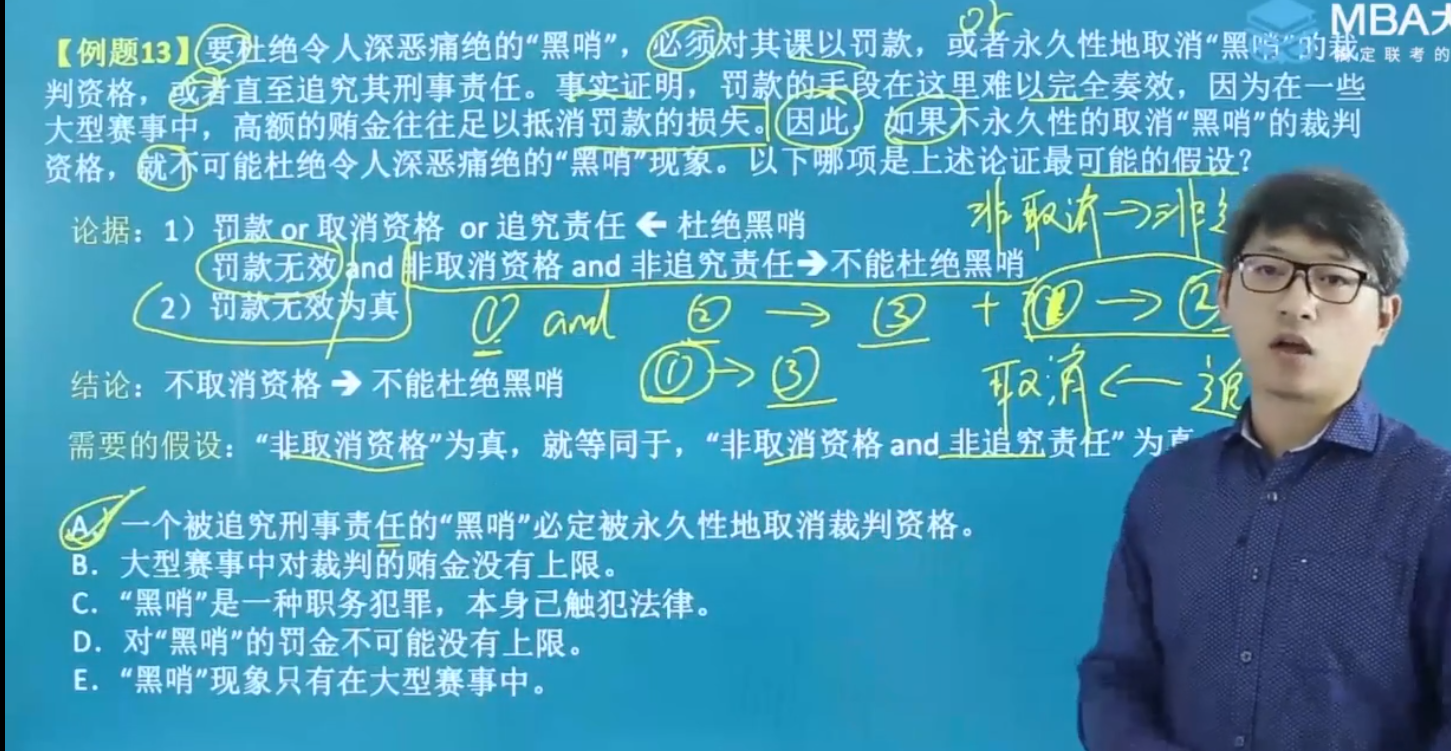 MBA大
【例题13】要杜绝令人深恶痛绝的“黑哨”，必须对其课以罚款，或者永久性地取消“黑哨”的裁
or
定联考的
判资格，或者直至追究其刑事责任。事实证明，罚款的手段在这里难以完全奏效，因为在一些
大型赛事中，高额的贿金往往足以抵消罚款的损失。因此，如果不永久性的取消“黑哨”的裁判
资格，就不可能杜绝令人深恶痛绝的“黑哨”现象。以下哪项是上述论证最可能的假设？
非取消→非
论据：1）罚款 or 取消资格 or 追究责任 ← 杜绝黑哨
罚款无效 and 非取消资格 and 非追究责任→不能杜绝黑哨
2）罚款无效为真
① and ② → ③ + ① → ②
①→③
取消←追
结论：不取消资格 → 不能杜绝黑哨
需要的假设：“非取消资格”为真，就等同于，“非取消资格 and 非追究责任” 为真
A. 一个被追究刑事责任的“黑哨”必定被永久性地取消裁判资格。
B. 大型赛事中对裁判的贿金没有上限。
C. “黑哨”是一种职务犯罪，本身已触犯法律。
D. 对“黑哨”的罚金不可能没有上限。
E. “黑哨”现象只有在大型赛事中。